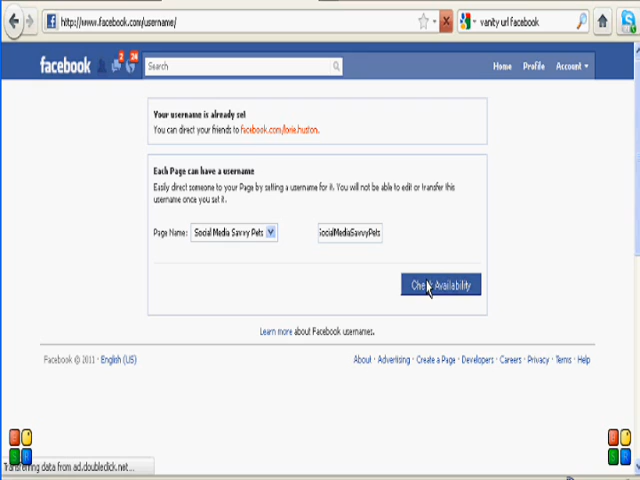 http://www.facebook.com/username/
vanity url facebook
facebook
Search
Home Profile Account
Your username is already set
You can direct your friends to facebook.com/lorie.huston.
Each Page can have a username
Easily direct someone to your Page by setting a username for it. You will not be able to edit or transfer this
username once you set it.
Page Name: Social Media Savvy Pets SocialMediaSavvyPets
Check Availability
Learn more about Facebook usernames.
Facebook © 2011 · English (US)
About · Advertising · Create a Page · Developers · Careers · Privacy · Terms · Help
Transferring data from ad.doubleclick.net...